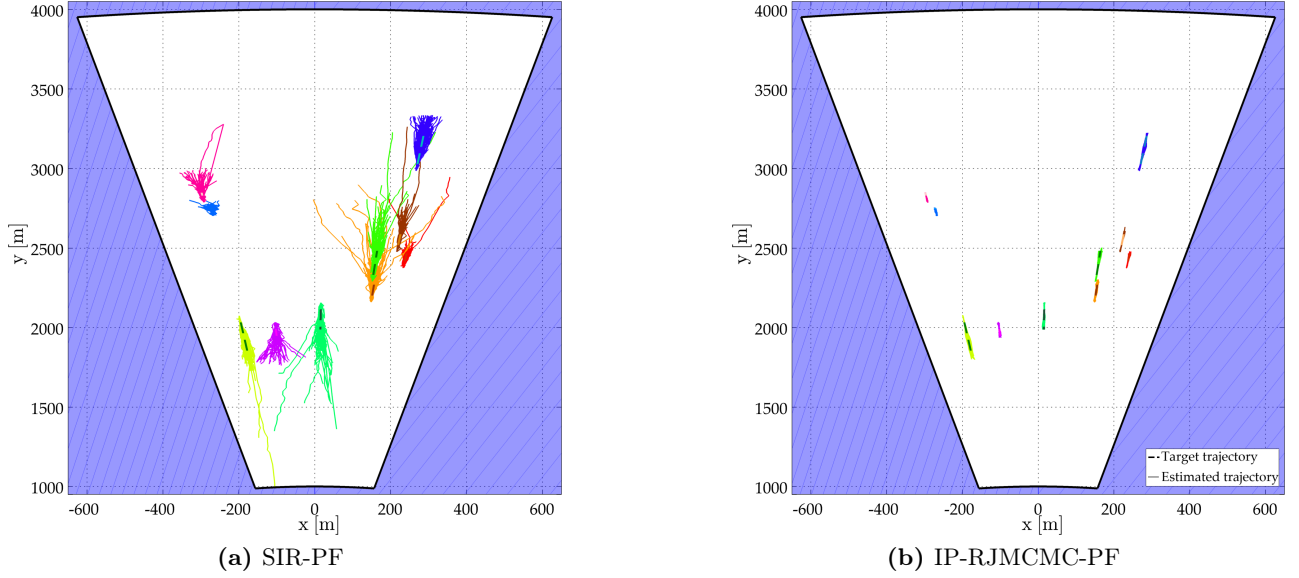 4000
3500
3000
2500
2000
1500
1000
y [m]
-600 -400 -200 0 200 400 600
x [m]
(a) SIR-PF
4000
3500
3000
2500
2000
1500
1000
y [m]
Target trajectory
Estimated trajectory
-600 -400 -200 0 200 400 600
x [m]
(b) IP-RJMCMC-PF